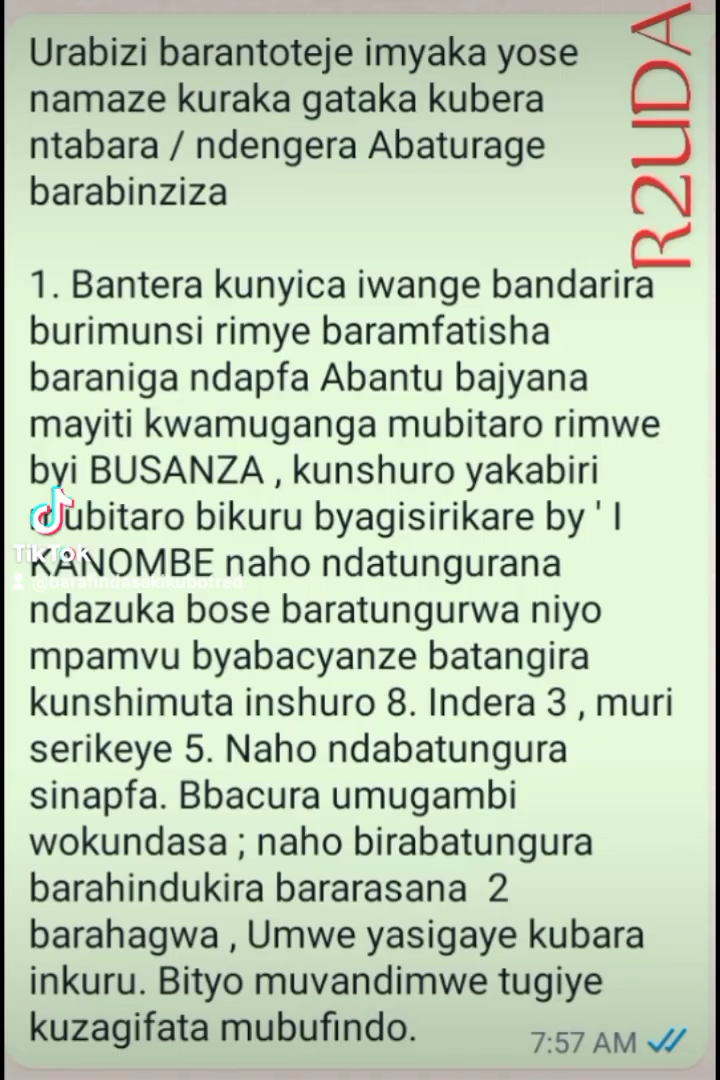 Urabizi barantoteje imyaka yose
namaze kuraka gataka kubera
ntabara / ndengera Abaturage
barabinziza
R2UDA
1. Bantera kunyica iwange bandarira
burimunsi rimye baramfatisha
baraniga ndapfa Abantu bajyana
mayiti kwamuganga mubitaro rimwe
byi BUSANZA , kunshuro yakabiri
ubitaro bikuru byagisirikare by ' I
TikTok
KANOMBE naho ndatungurana
ndazuka bose baratungurwa niyo
mpamvu byabacyanze batangira
kunshimuta inshuro 8. Indera 3 , muri
serikeye 5. Naho ndabatungura
sinapfa. Bbacura umugambi
wokundasa ; naho birabatungura
barahindukira bararasana 2
barahagwa , Umwe yasigaye kubara
inkuru. Bityo muvandimwe tugiye
kuzagifata mubufindo.
7:57 AM